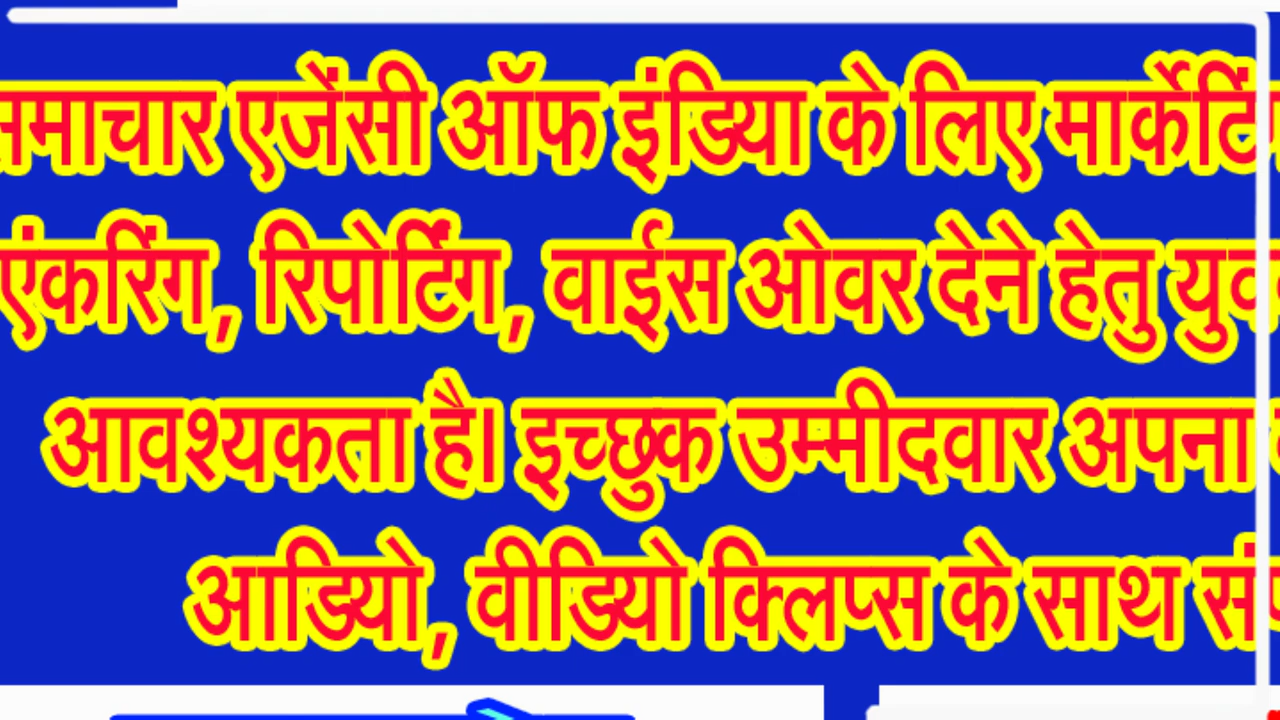 समाचार एजेंसी ऑफ इंडिया के लिए
एंकरिंग, रिपोर्टिंग, वाईस ओवर देने हेतु
आवश्यकता है। इच्छुक उम्मीदवार अपना
आडियो, वीडियो क्लिप्स के साथ